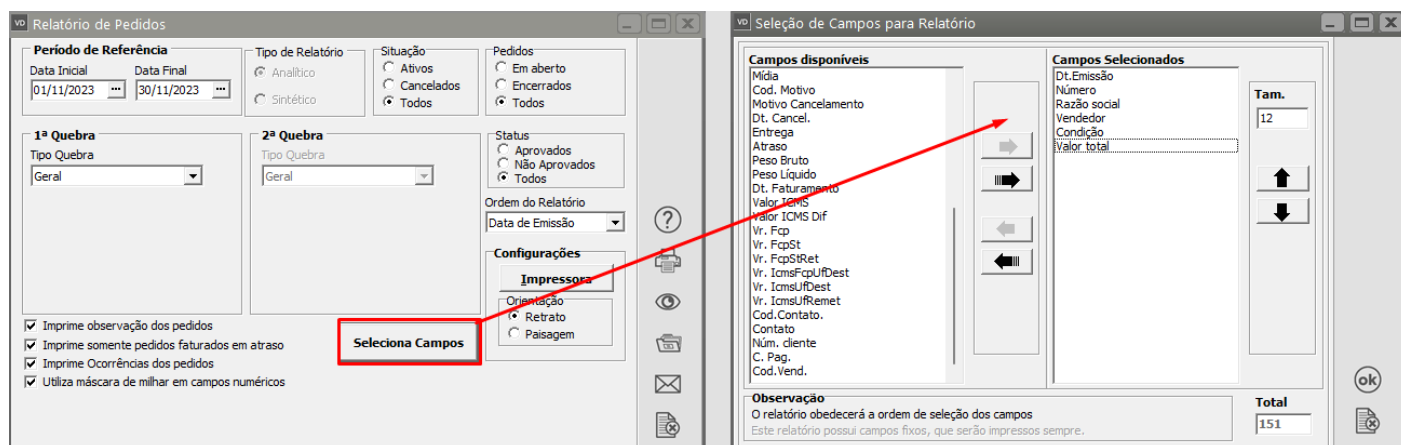 VD Relatório de Pedidos
Período de Referência
Data Inicial
Data Final
01/11/2023 ...
30/11/2023 ...
Tipo de Relatório
Analítico
Sintético
Situação
Ativos
Cancelados
Todos
Pedidos
Em aberto
Encerrados
Todos
1ª Quebra
Tipo Quebra
Geral
2ª Quebra
Tipo Quebra
Geral
Status
Aprovados
Não Aprovados
Todos
Ordem do Relatório
Data de Emissão
Configurações
Impressora
Orientação
Retrato
Paisagem
Imprime observação dos pedidos
Imprime somente pedidos faturados em atraso
Imprime Ocorrências dos pedidos
Utiliza máscara de milhar em campos numéricos
Seleciona Campos
VD Seleção de Campos para Relatório
Campos disponíveis
Mídia
Cod. Motivo
Motivo Cancelamento
Dt. Cancel.
Entrega
Atraso
Peso Bruto
Peso Líquido
Dt. Faturamento
Valor ICMS
Valor ICMS Dif
Vr. Fcp
Vr. FcpSt
Vr. FcpStRet
Vr. IcmsFcpUfDest
Vr. IcmsUfDest
Vr. IcmsUfRemet
Cod.Contato.
Contato
Núm. cliente
C. Pag.
Cod.Vend.
Campos Selecionados
Dt.Emissão
Número
Razão social
Vendedor
Condição
Valor total
Tam.
12
ok
Observação
O relatório obedecerá a ordem de seleção dos campos
Este relatório possui campos fixos, que serão impressos sempre.
Total
151